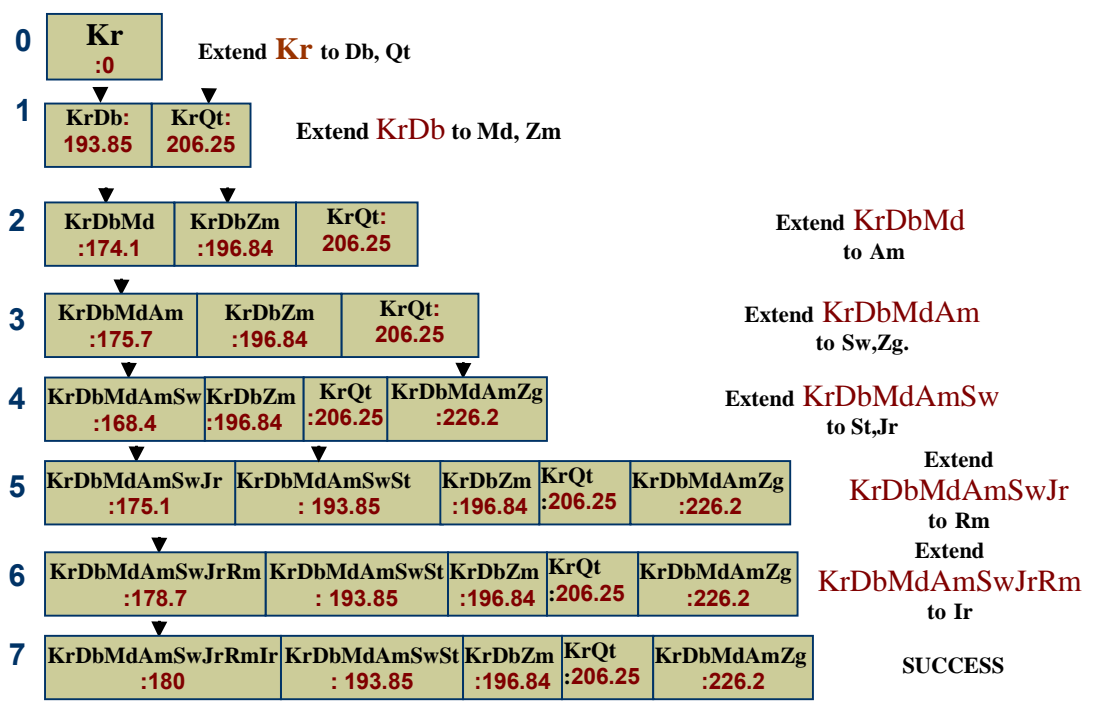 0
Kr
:0
Extend Kr to Db, Qt
1
KrDb:
193.85
KrQt:
206.25
Extend KrDb to Md, Zm
2
KrDbMd
:174.1
KrDbZm
:196.84
KrQt:
206.25
Extend KrDbMd
to Am
3
KrDbMdAm
:175.7
KrDbZm
:196.84
KrQt:
206.25
Extend KrDbMdAm
to Sw,Zg.
4
KrDbMdAmSw
:168.4
KrDbZm
:196.84
KrQt
:206.25
KrDbMdAmZg
:226.2
Extend KrDbMdAmSw
to St,Jr
5
KrDbMdAmSwJr
:175.1
KrDbMdAmSwSt
: 193.85
KrDbZm
:196.84
KrQt
:206.25
KrDbMdAmZg
:226.2
Extend
KrDbMdAmSwJr
to Rm
6
KrDbMdAmSwJrRm
:178.7
KrDbMdAmSwSt
: 193.85
KrDbZm
:196.84
KrQt
:206.25
KrDbMdAmZg
:226.2
Extend
KrDbMdAmSwJrRm
to Ir
7
KrDbMdAmSwJrRmIr
:180
KrDbMdAmSwSt
: 193.85
KrDbZm
:196.84
KrQt
:206.25
KrDbMdAmZg
:226.2
SUCCESS